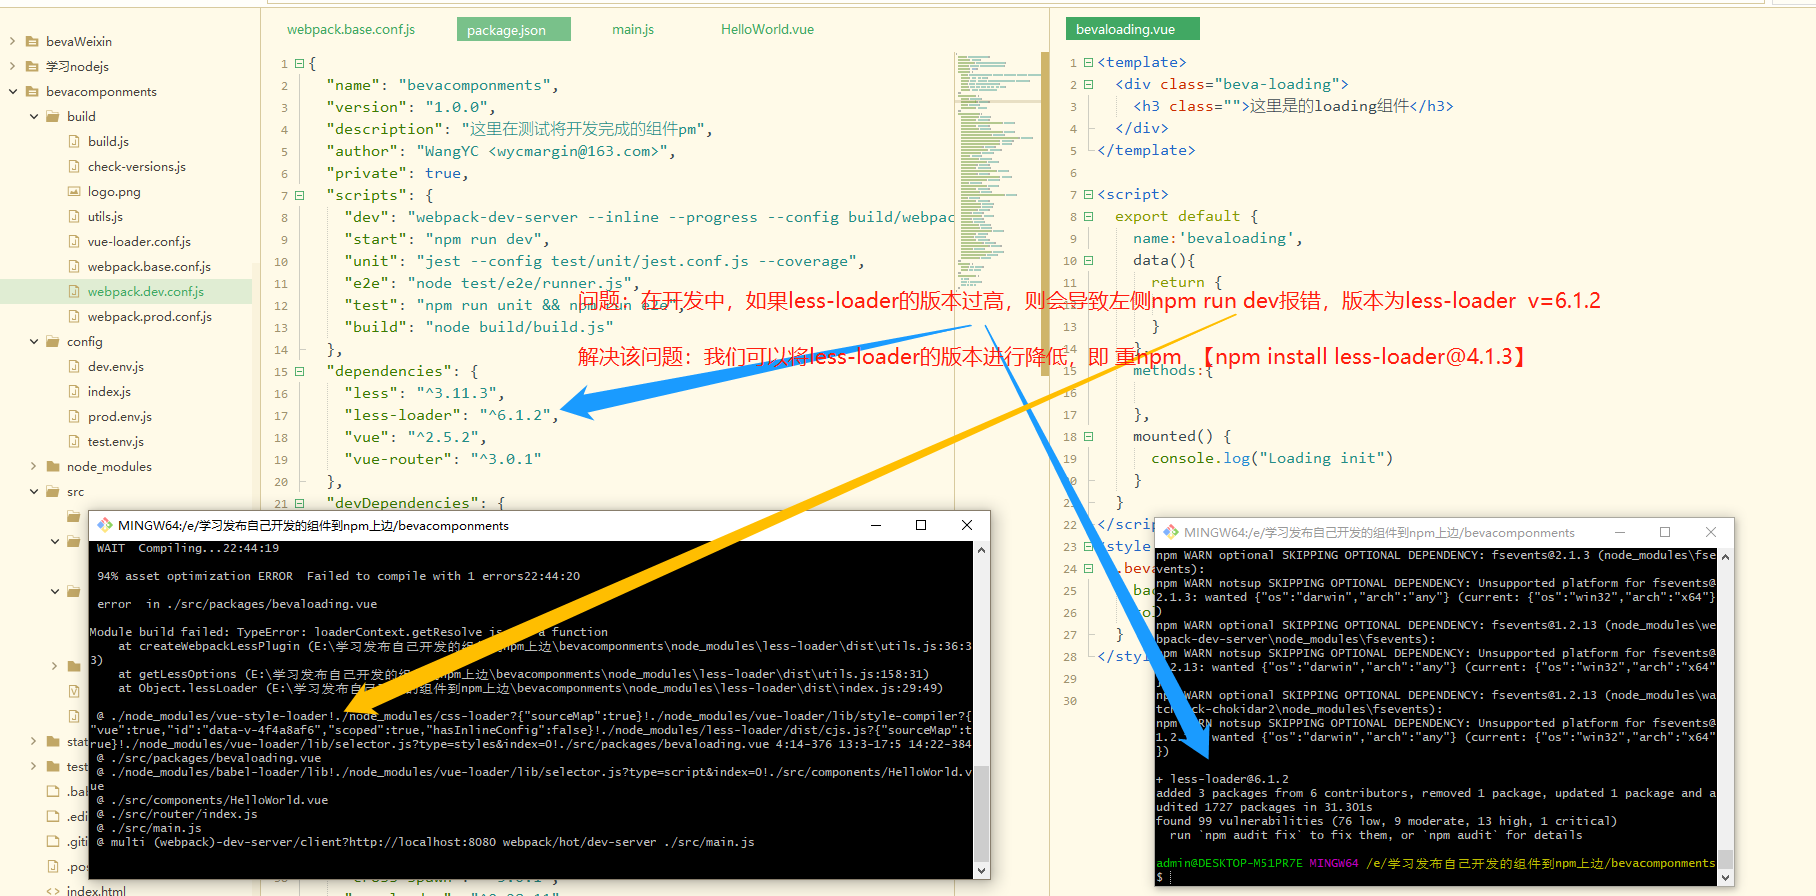 webpack.base.conf.js
package.json
main.js
HelloWorld.vue
bevaloading.vue
bevaWeixin
学习nodejs
bevacomponments
build
build.js
check-versions.js
logo.png
utils.js
vue-loader.conf.js
webpack.base.conf.js
webpack.dev.conf.js
webpack.prod.conf.js
config
dev.env.js
index.js
prod.env.js
test.env.js
node_modules
src
stat
test
.bab
.edi
.giti
.pos
index.html
1 {
2 "name": "bevacomponments",
3 "version": "1.0.0",
4 "description": "这里在测试将开发完成的组件pm",
5 "author": "WangYC <wycmargin@163.com>",
6 "private": true,
7 "scripts": {
8 "dev": "webpack-dev-server --inline --progress --config build/webpac
9 "start": "npm run dev",
10 "unit": "jest --config test/unit/jest.conf.js --coverage",
11 "e2e": "node test/e2e/runner.js",
12 "test": "npm run unit && npm run e2e",
13 "build": "node build/build.js"
14 },
15 "dependencies": {
16 "less": "^3.11.3",
17 "less-loader": "^6.1.2",
18 "vue": "^2.5.2",
19 "vue-router": "^3.0.1"
20 },
21 "devDependencies": {
1 <template>
2 <div class="beva-loading">
3 <h3 class="">这里是的loading组件</h3>
4 </div>
5 </template>
6
7 <script>
8 export default {
9 name:'bevaloading',
10 data(){
11 return {
13 }
14 }
15 methods:{
16
17 },
18 mounted() {
19 console.log("Loading init")
20 }
21 }
22 </scrip
23 style
24 .beva
25 bac
26 col
27 }
28 </styl
29
30
问题：在开发中，如果less-loader的版本过高，则会导致左侧npm run dev报错，版本为less-loader v=6.1.2
解决该问题：我们可以将less-loader的版本进行降低，即 重npm 【npm install less-loader@4.1.3】
MINGW64:/e/学习发布自己开发的组件到npm上边/bevacomponments
WAIT Compiling...22:44:19
94% asset optimization ERROR Failed to compile with 1 errors22:44:20
error in ./src/packages/bevaloading.vue
Module build failed: TypeError: loaderContext.getResolve is a function
at createWebpackLessPlugin (E:\学习发布自己开发的组件到npm上边\bevacomponments\node_modules\less-loader\dist\utils.js:36:3
3)
at getLessOptions (E:\学习发布自己开发的组件到npm上边\bevacomponments\node_modules\less-loader\dist\utils.js:158:31)
at Object.lessLoader (E:\学习发布自己开发的组件到npm上边\bevacomponments\node_modules\less-loader\dist\index.js:29:49)
@ ./node_modules/vue-style-loader!./node_modules/css-loader?{"sourceMap":true}!./node_modules/vue-loader/lib/style-compiler?{
"vue":true,"id":"data-v-4f4a8af6","scoped":true,"hasInlineConfig":false}!./node_modules/less-loader/dist/cjs.js?{"sourceMap":t
rue}!./node_modules/vue-loader/lib/selector.js?type=styles&index=0!./src/packages/bevaloading.vue 4:14-376 13:3-17:5 14:22-384
@ ./src/packages/bevaloading.vue
@ ./node_modules/babel-loader/lib!./node_modules/vue-loader/lib/selector.js?type=script&index=0!./src/components/HelloWorld.v
ue
@ ./src/components/HelloWorld.vue
@ ./src/router/index.js
@ ./src/main.js
@ multi (webpack)-dev-server/client?http://localhost:8080 webpack/hot/dev-server ./src/main.js
MINGW64:/e/学习发布自己开发的组件到npm上边/bevacomponments
npm WARN optional SKIPPING OPTIONAL DEPENDENCY: fsevents@2.1.3 (node_modules\fse
vents):
npm WARN notsup SKIPPING OPTIONAL DEPENDENCY: Unsupported platform for fsevents@
2.1.3: wanted {"os":"darwin","arch":"any"} (current: {"os":"win32","arch":"x64"}
)
npm WARN optional SKIPPING OPTIONAL DEPENDENCY: fsevents@1.2.13 (node_modules\we
bpack-dev-server\node_modules\fsevents):
npm WARN notsup SKIPPING OPTIONAL DEPENDENCY: Unsupported platform for fsevents@
.2.13: wanted {"os":"darwin","arch":"any"} (current: {"os":"win32","arch":"x64"
})
npm WARN optional SKIPPING OPTIONAL DEPENDENCY: fsevents@1.2.13 (node_modules\wa
tch ck-chokidar2\node_modules\fsevents):
npm RN notsup SKIPPING OPTIONAL DEPENDENCY: Unsupported platform for fsevents@
1.2. wanted {"os":"darwin","arch":"any"} (current: {"os":"win32","arch":"x64"
})
+ less-loader@6.1.2
added 3 packages from 6 contributors, removed 1 package, updated 1 package and a
udited 1727 packages in 31.301s
found 99 vulnerabilities (76 low, 9 moderate, 13 high, 1 critical)
run `npm audit fix` to fix them, or `npm audit` for details
admin@DESKTOP-M51PR7E MINGW64 /e/学习发布自己开发的组件到npm上边/bevacomponments
$